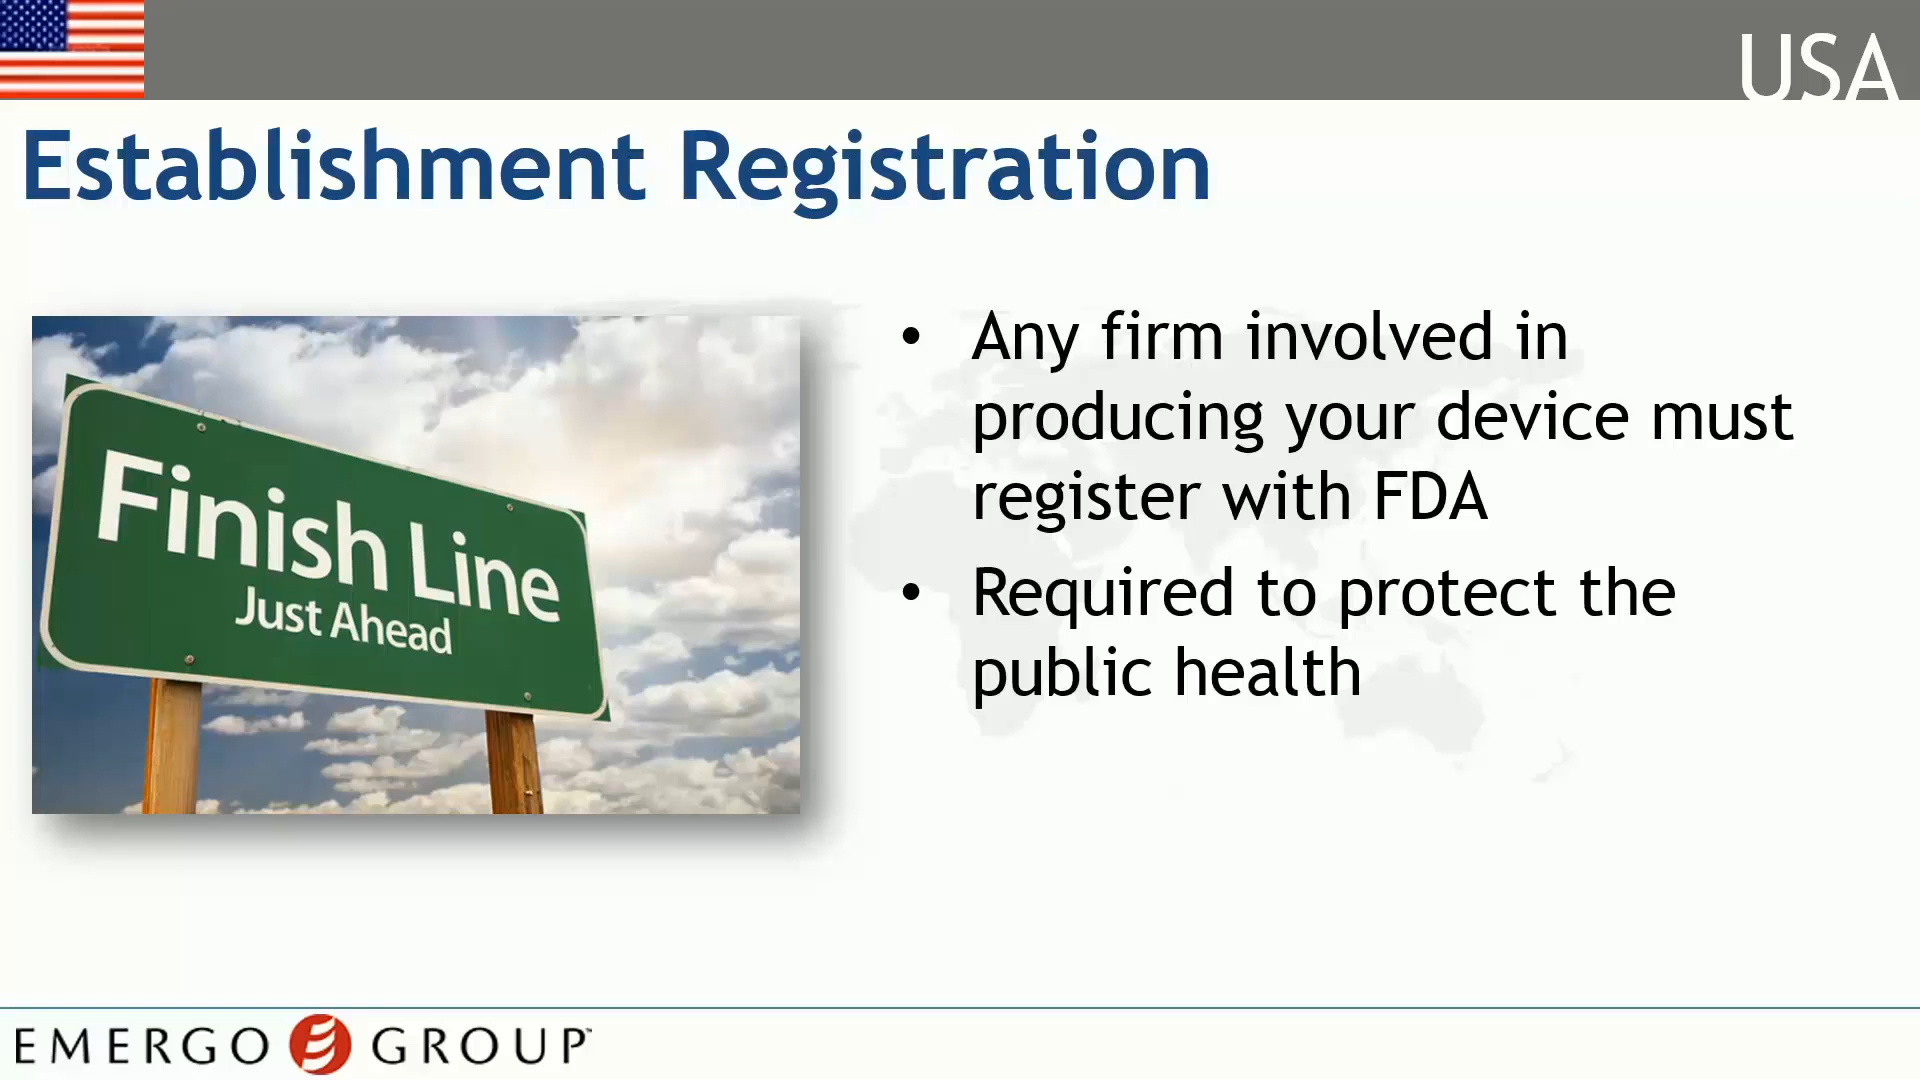 USA
Establishment Registration
Finish Line
Just Ahead
• Any firm involved in
producing your device must
register with FDA
• Required to protect the
public health
EMERGO GROUP™